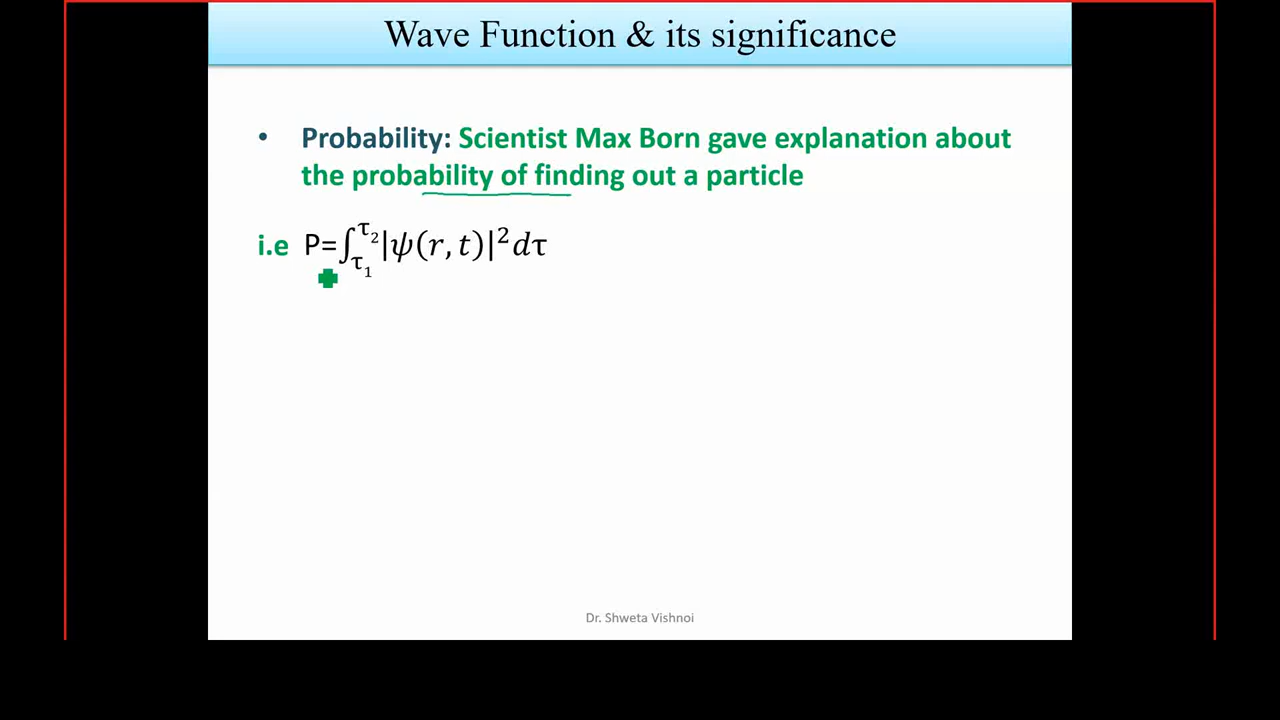 Wave Function & its significance
• Probability: Scientist Max Born gave explanation about
the probability of finding out a particle
i.e P=∫τ₁τ₂|ψ(r, t)|²dτ
Dr. Shweta Vishnoi